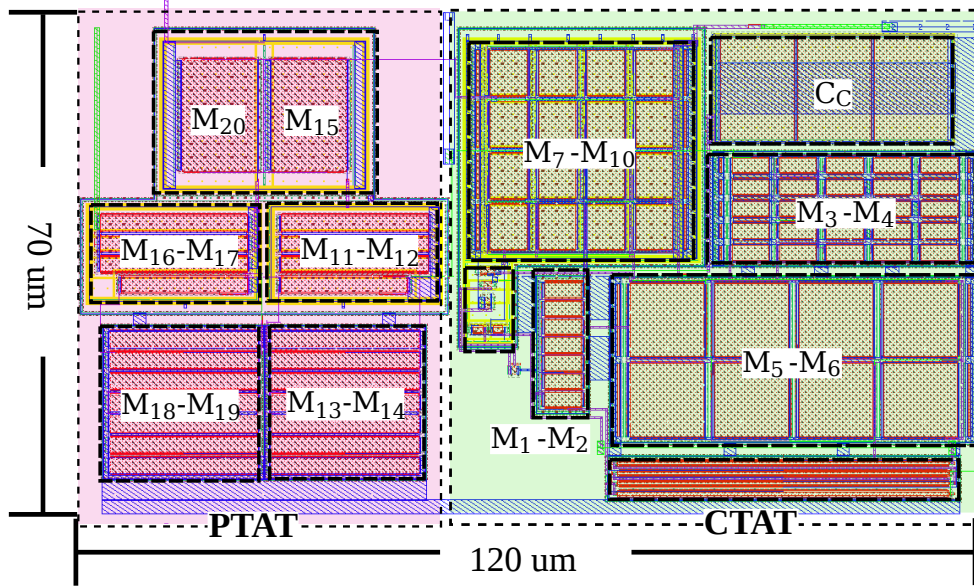 M20 M15
CC
M7 -M10
M3 -M4
M16-M17 M11-M12
70 um
M5 -M6
M18-M19 M13-M14
M1 -M2
PTAT CTAT
120 um